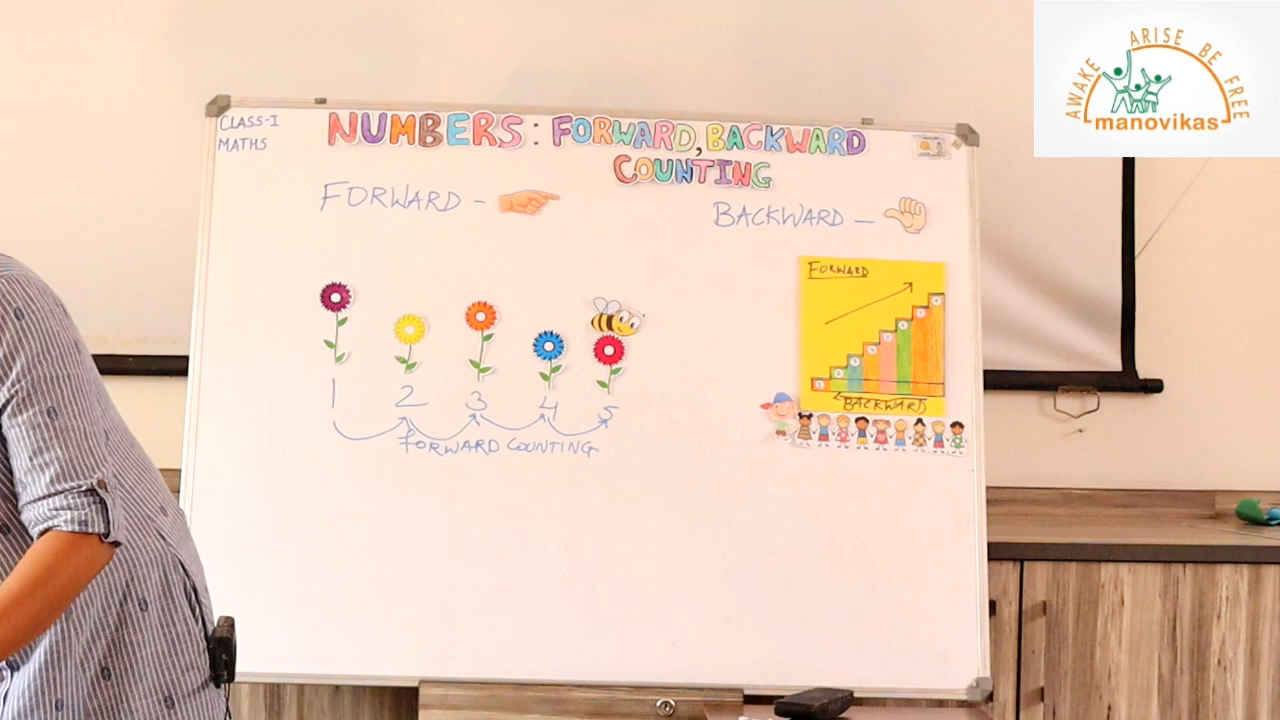 CLASS-I
MATHS
NUMBERS: FORWARD, BACKWARD
COUNTING
FORWARD -
BACKWARD -
FORWARD
BACKWARD
1 2 3 4 5
FORWARD COUNTING
AWAKE ARISE BE FREE
manovikas